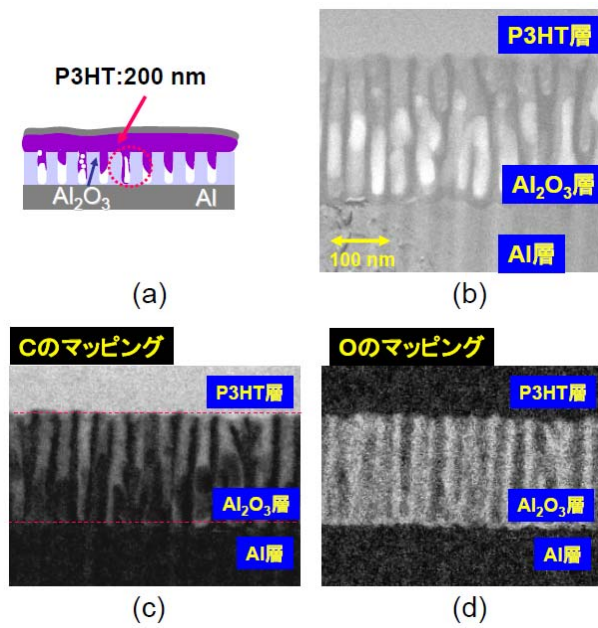 P3HT:200 nm
Al₂O₃
Al
(a)
P3HT層
Al₂O₃層
Al層
100 nm
(b)
Cのマッピング
P3HT層
Al₂O₃層
Al層
(c)
Oのマッピング
P3HT層
Al₂O₃層
Al層
(d)